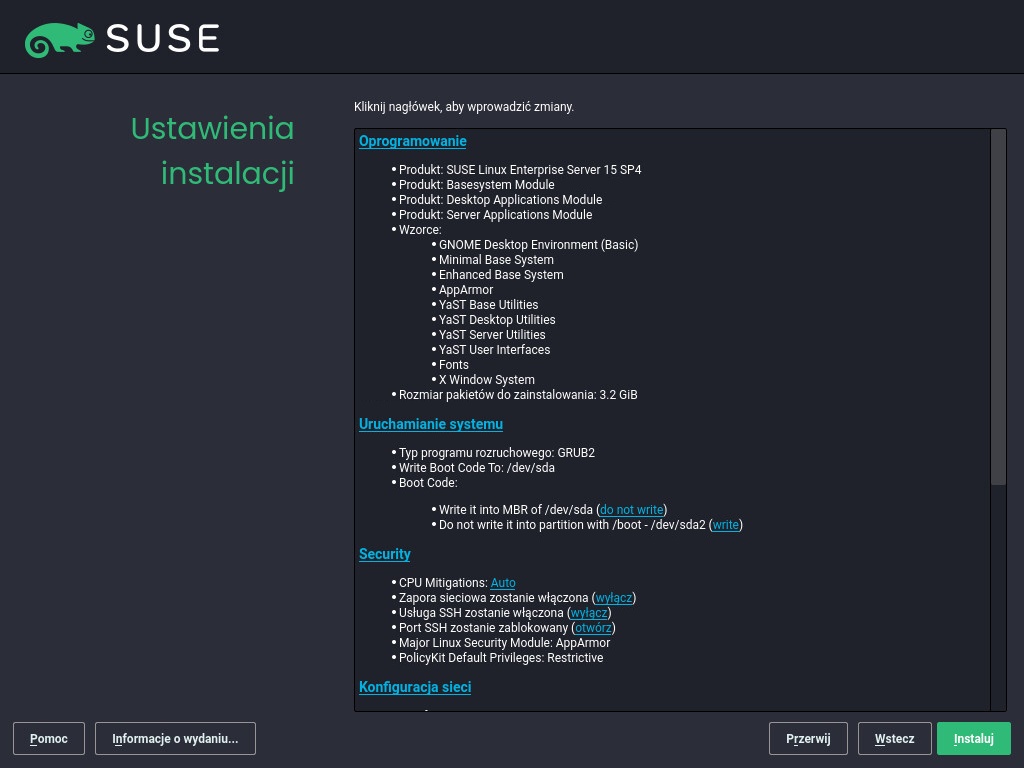 SUSE
Ustawienia
instalacji
Kliknij nagłówek, aby wprowadzić zmiany.
Oprogramowanie
• Produkt: SUSE Linux Enterprise Server 15 SP4
• Produkt: Basesystem Module
• Produkt: Desktop Applications Module
• Produkt: Server Applications Module
• Wzorce:
• GNOME Desktop Environment (Basic)
• Minimal Base System
• Enhanced Base System
• AppArmor
• YaST Base Utilities
• YaST Desktop Utilities
• YaST Server Utilities
• YaST User Interfaces
• Fonts
• X Window System
• Rozmiar pakietów do zainstalowania: 3.2 GiB
Uruchamianie systemu
• Typ programu rozruchowego: GRUB2
• Write Boot Code To: /dev/sda
• Boot Code:
• Write it into MBR of /dev/sda (do not write)
• Do not write it into partition with /boot - /dev/sda2 (write)
Security
• CPU Mitigations: Auto
• Zapora sieciowa zostanie włączona (wyłącz)
• Usługa SSH zostanie włączona (wyłącz)
• Port SSH zostanie zablokowany (otwórz)
• Major Linux Security Module: AppArmor
• PolicyKit Default Privileges: Restrictive
Konfiguracja sieci
Pomoc
Informacje o wydaniu...
Przerwij
Wstecz
Instaluj